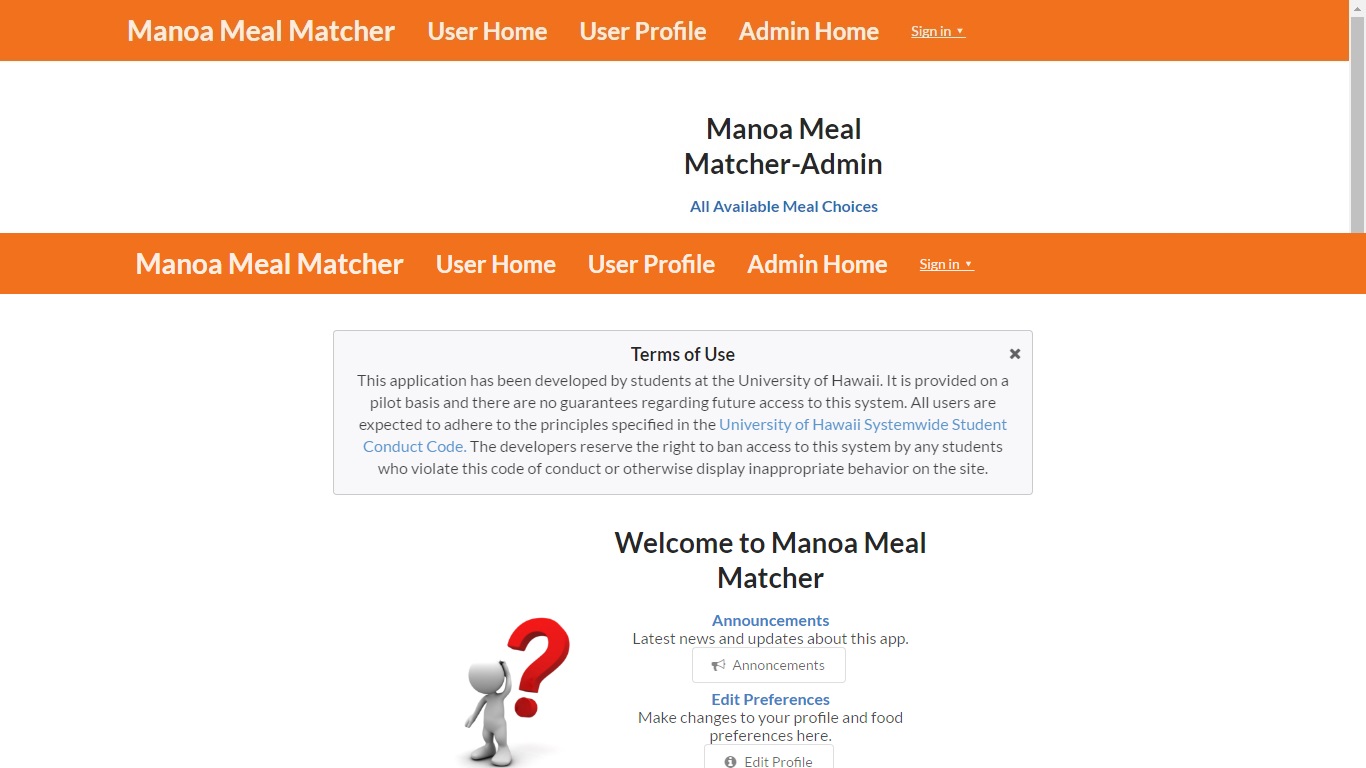 Manoa Meal Matcher User Home User Profile Admin Home Sign in
Manoa Meal
Matcher-Admin
All Available Meal Choices
Manoa Meal Matcher User Home User Profile Admin Home Sign in
Terms of Use
This application has been developed by students at the University of Hawaii. It is provided on a
pilot basis and there are no guarantees regarding future access to this system. All users are
expected to adhere to the principles specified in the University of Hawaii Systemwide Student
Conduct Code. The developers reserve the right to ban access to this system by any students
who violate this code of conduct or otherwise display inappropriate behavior on the site.
Welcome to Manoa Meal
Matcher
Announcements
Latest news and updates about this app.
Annoncements
Edit Preferences
Make changes to your profile and food
preferences here.
Edit Profile
?